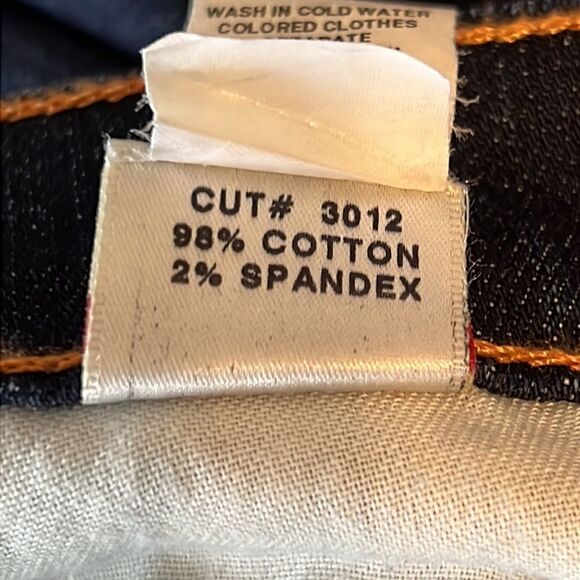 WASH IN COLD WATER
COLORED CLOTHES
CUT# 3012
98% COTTON
2% SPANDEX